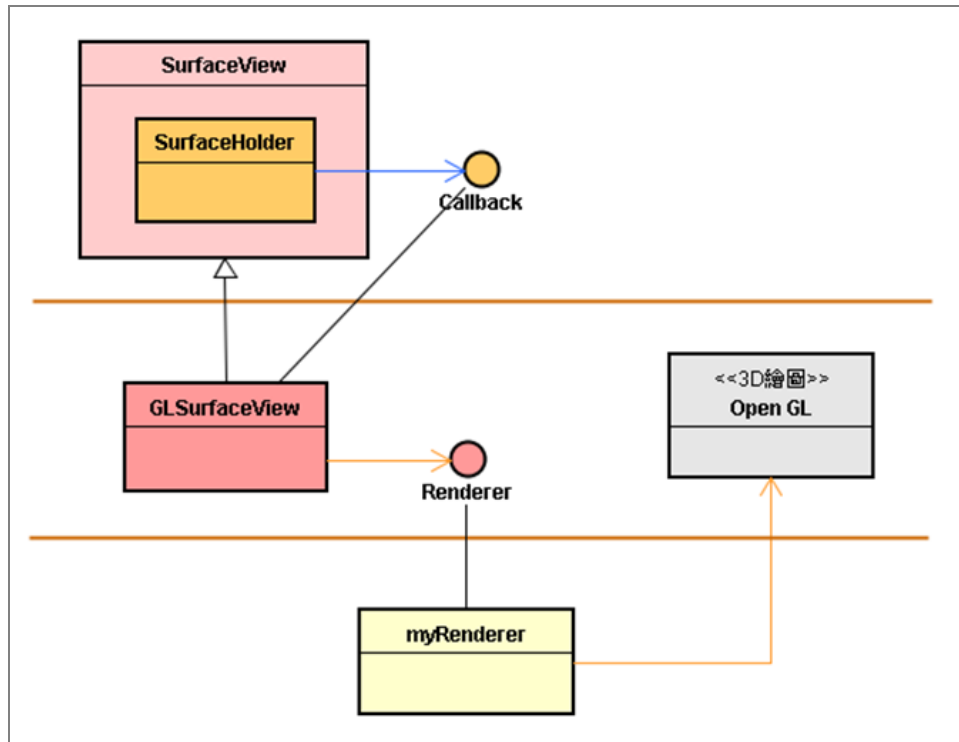 SurfaceView
SurfaceHolder
Callback
GLSurfaceView
<<3D繪圖>>
Open GL
Renderer
myRenderer